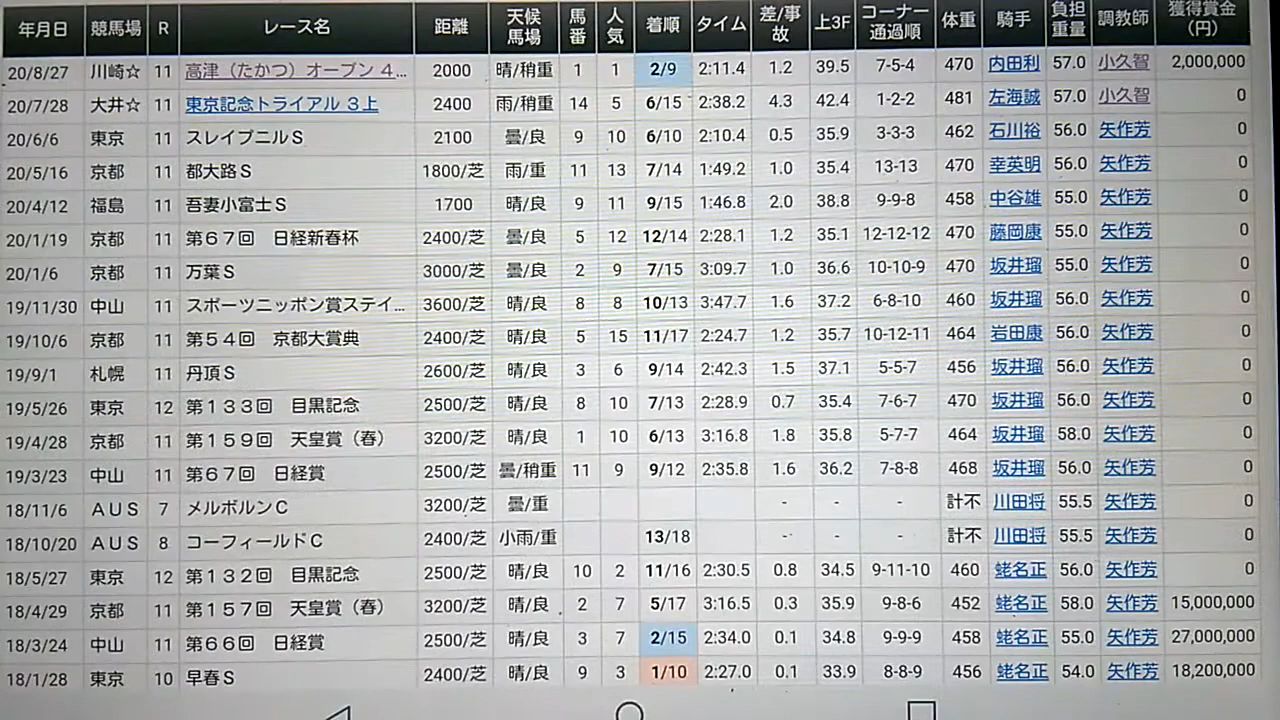 年月日 競馬場 R レース名 距離 天候馬場 馬番 人気 着順 タイム 差/事故 上3F コーナー通過順 体重 騎手 負担重量 調教師 獲得賞金(円)
20/8/27 川崎☆ 11 高津（たかつ）オープン ４... 2000 晴/稍重 1 1 2/9 2:11.4 1.2 39.5 7-5-4 470 内田利 57.0 小久智 2,000,000
20/7/28 大井☆ 11 東京記念トライアル ３上 2400 雨/稍重 14 5 6/15 2:38.2 4.3 42.4 1-2-2 481 左海誠 57.0 小久智 0
20/6/6 東京 11 スレイプニルＳ 2100 曇/良 9 10 6/10 2:10.4 0.5 35.9 3-3-3 462 石川裕 56.0 矢作芳 0
20/5/16 京都 11 都大路Ｓ 1800/芝 雨/重 11 13 7/14 1:49.2 1.0 35.4 13-13 470 幸英明 56.0 矢作芳 0
20/4/12 福島 11 吾妻小富士Ｓ 1700 晴/良 9 11 9/15 1:46.8 2.0 38.8 9-9-8 458 中谷雄 55.0 矢作芳 0
20/1/19 京都 11 第６７回　日経新春杯 2400/芝 曇/良 5 12 12/14 2:28.1 1.2 35.1 12-12-12 470 藤岡康 55.0 矢作芳 0
20/1/6 京都 11 万葉Ｓ 3000/芝 曇/良 2 9 7/15 3:09.7 1.0 36.6 10-10-9 470 坂井瑠 55.0 矢作芳 0
19/11/30 中山 11 スポーツニッポン賞ステイ... 3600/芝 晴/良 8 8 10/13 3:47.7 1.6 37.2 6-8-10 460 坂井瑠 56.0 矢作芳 0
19/10/6 京都 11 第５４回　京都大賞典 2400/芝 晴/良 5 15 11/17 2:24.7 1.2 35.7 10-12-11 464 岩田康 56.0 矢作芳 0
19/9/1 札幌 11 丹頂Ｓ 2600/芝 晴/良 3 6 9/14 2:42.3 1.5 37.1 5-5-7 456 坂井瑠 56.0 矢作芳 0
19/5/26 東京 12 第１３３回　目黒記念 2500/芝 晴/良 8 10 7/13 2:28.9 0.7 35.4 7-6-7 470 坂井瑠 56.0 矢作芳 0
19/4/28 京都 11 第１５９回　天皇賞（春） 3200/芝 晴/良 1 10 6/13 3:16.8 1.8 35.8 5-7-7 464 坂井瑠 58.0 矢作芳 0
19/3/23 中山 11 第６７回　日経賞 2500/芝 曇/稍重 11 9 9/12 2:35.8 1.6 36.2 7-8-8 468 坂井瑠 56.0 矢作芳 0
18/11/6 ＡＵＳ 7 メルボルンＣ 3200/芝 曇/重 - - - 計不 川田将 55.5 矢作芳 0
18/10/20 ＡＵＳ 8 コーフィールドＣ 2400/芝 小雨/重 13/18 - - - 計不 川田将 55.5 矢作芳 0
18/5/27 東京 12 第１３２回　目黒記念 2500/芝 晴/良 10 2 11/16 2:30.5 0.8 34.5 9-11-10 460 蛯名正 56.0 矢作芳 0
18/4/29 京都 11 第１５７回　天皇賞（春） 3200/芝 晴/良 2 7 5/17 3:16.5 0.3 35.9 9-8-6 452 蛯名正 58.0 矢作芳 15,000,000
18/3/24 中山 11 第６６回　日経賞 2500/芝 晴/良 3 7 2/15 2:34.0 0.1 34.8 9-9-9 458 蛯名正 55.0 矢作芳 27,000,000
18/1/28 東京 10 早春Ｓ 2400/芝 晴/良 9 3 1/10 2:27.0 0.1 33.9 8-8-9 456 蛯名正 54.0 矢作芳 18,200,000